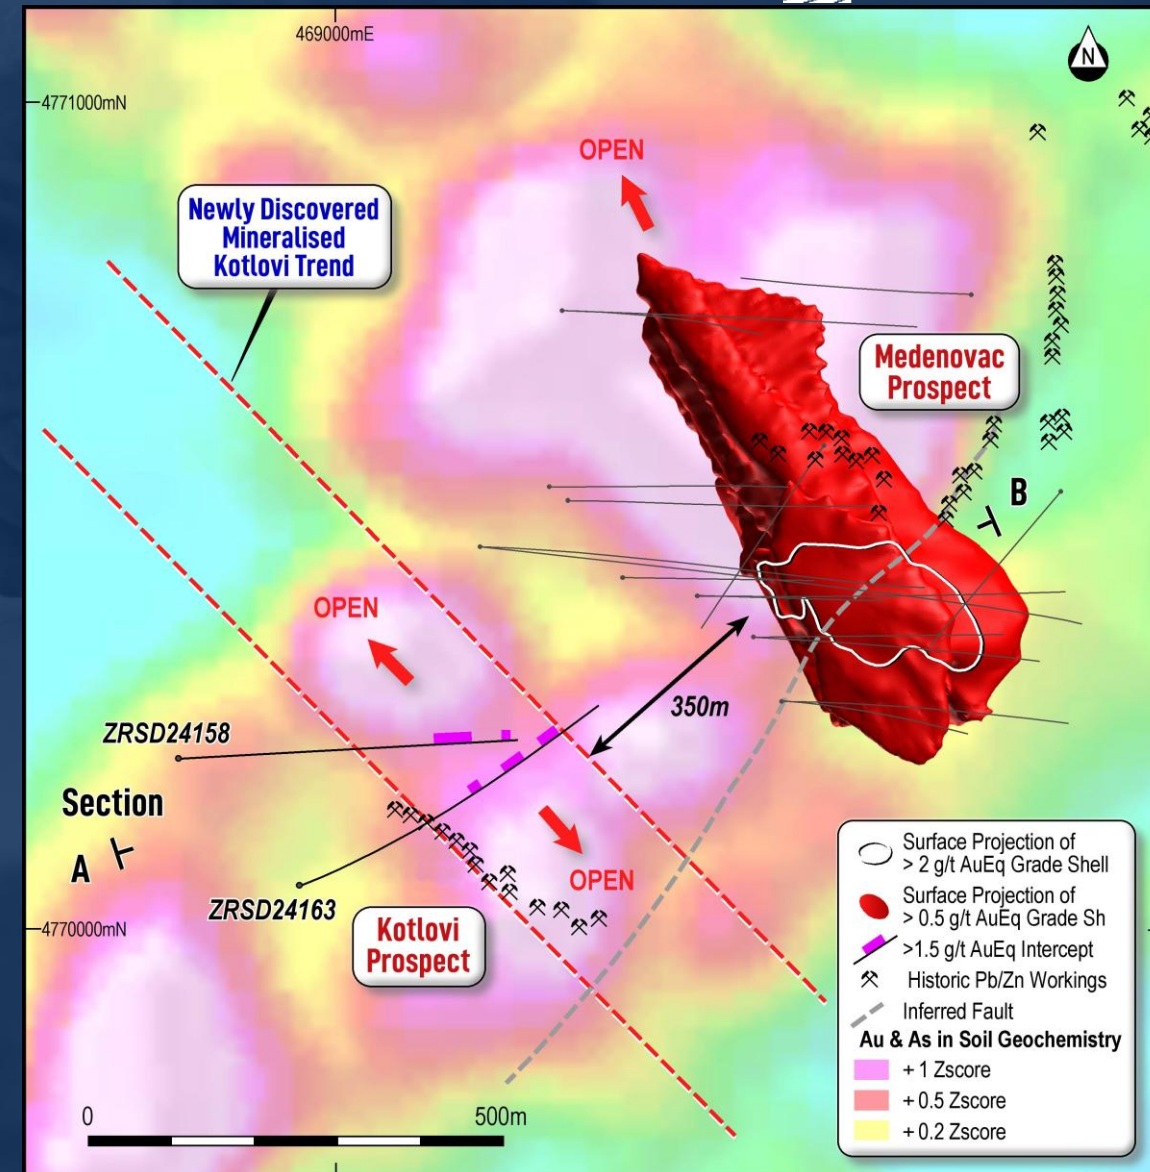 469000mE
N
4771000mN
OPEN
Newly Discovered
Mineralised
Kotlovi Trend
Medenovac
Prospect
B
OPEN
350m
ZRSD24158
Section
A
OPEN
ZRSD24163
4770000mN
Kotlovi
Prospect
0
500m
Surface Projection of
> 2 g/t AuEq Grade Shell
Surface Projection of
> 0.5 g/t AuEq Grade Sh
>1.5 g/t AuEq Intercept
Historic Pb/Zn Workings
Inferred Fault
Au & As in Soil Geochemistry
+ 1 Zscore
+ 0.5 Zscore
+ 0.2 Zscore